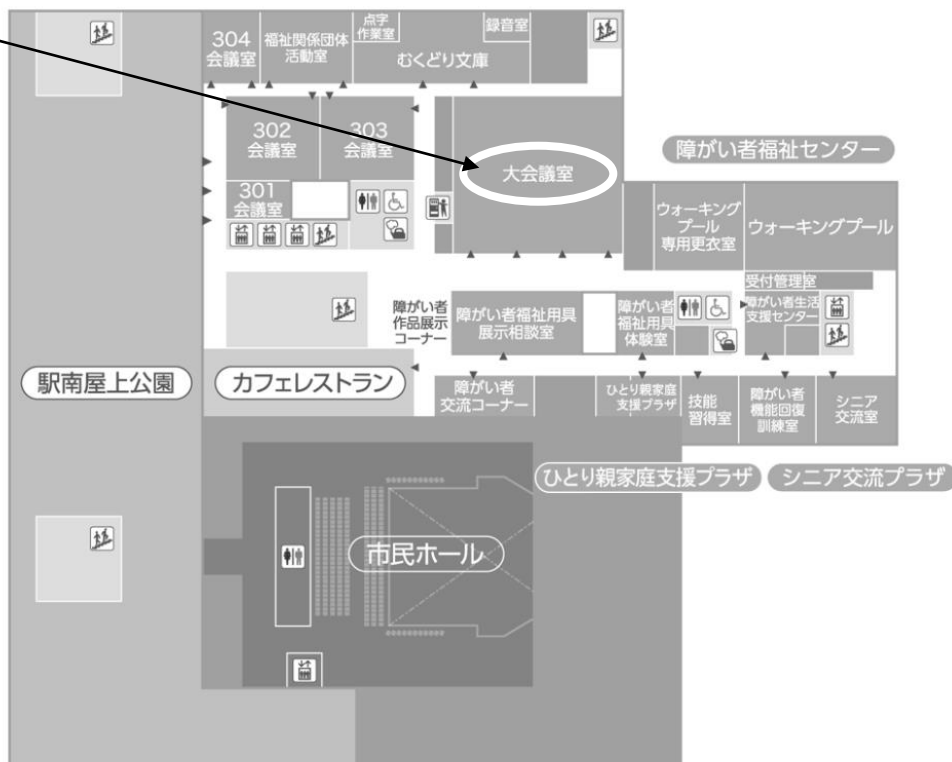 304
会議室
福祉関係団体
活動室
点字
作業室
録音室
むくどり文庫
302
会議室
303
会議室
大会議室
障がい者福祉センター
301
会議室
ウォーキング
プール
専用更衣室
ウォーキングプール
受付管理室
障がい者生活
支援センター
障がい者
作品展示
コーナー
障がい者福祉用具
展示相談室
障がい者
福祉用具
体験室
駅南屋上公園
カフェレストラン
障がい者
交流コーナー
ひとり親家庭
支援プラザ
技能
習得室
障がい者
機能回復
訓練室
シニア
交流室
ひとり親家庭支援プラザ
シニア交流プラザ
市民ホール